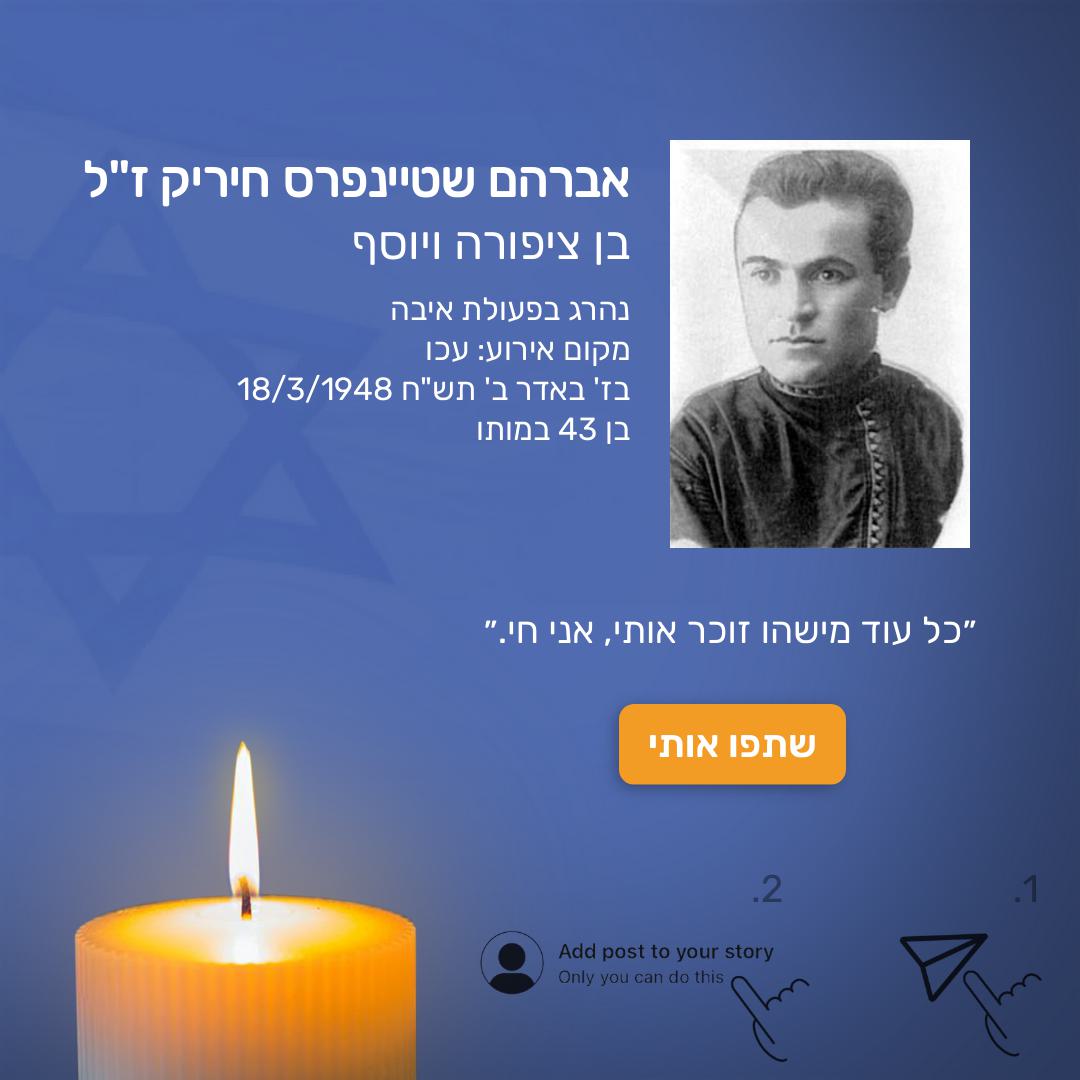 אברהם שטיינפרס חיריק ז"ל
בן ציפורה ויוסף
נהרג בפעולת איבה
מקום אירוע: עכו
בז' באדר ב' תש"ח 18/3/1948
בן 43 במותו
״כל עוד מישהו זוכר אותי, אני חי.״
שתפו אותי
1.
2.
Add post to your story
Only you can do this